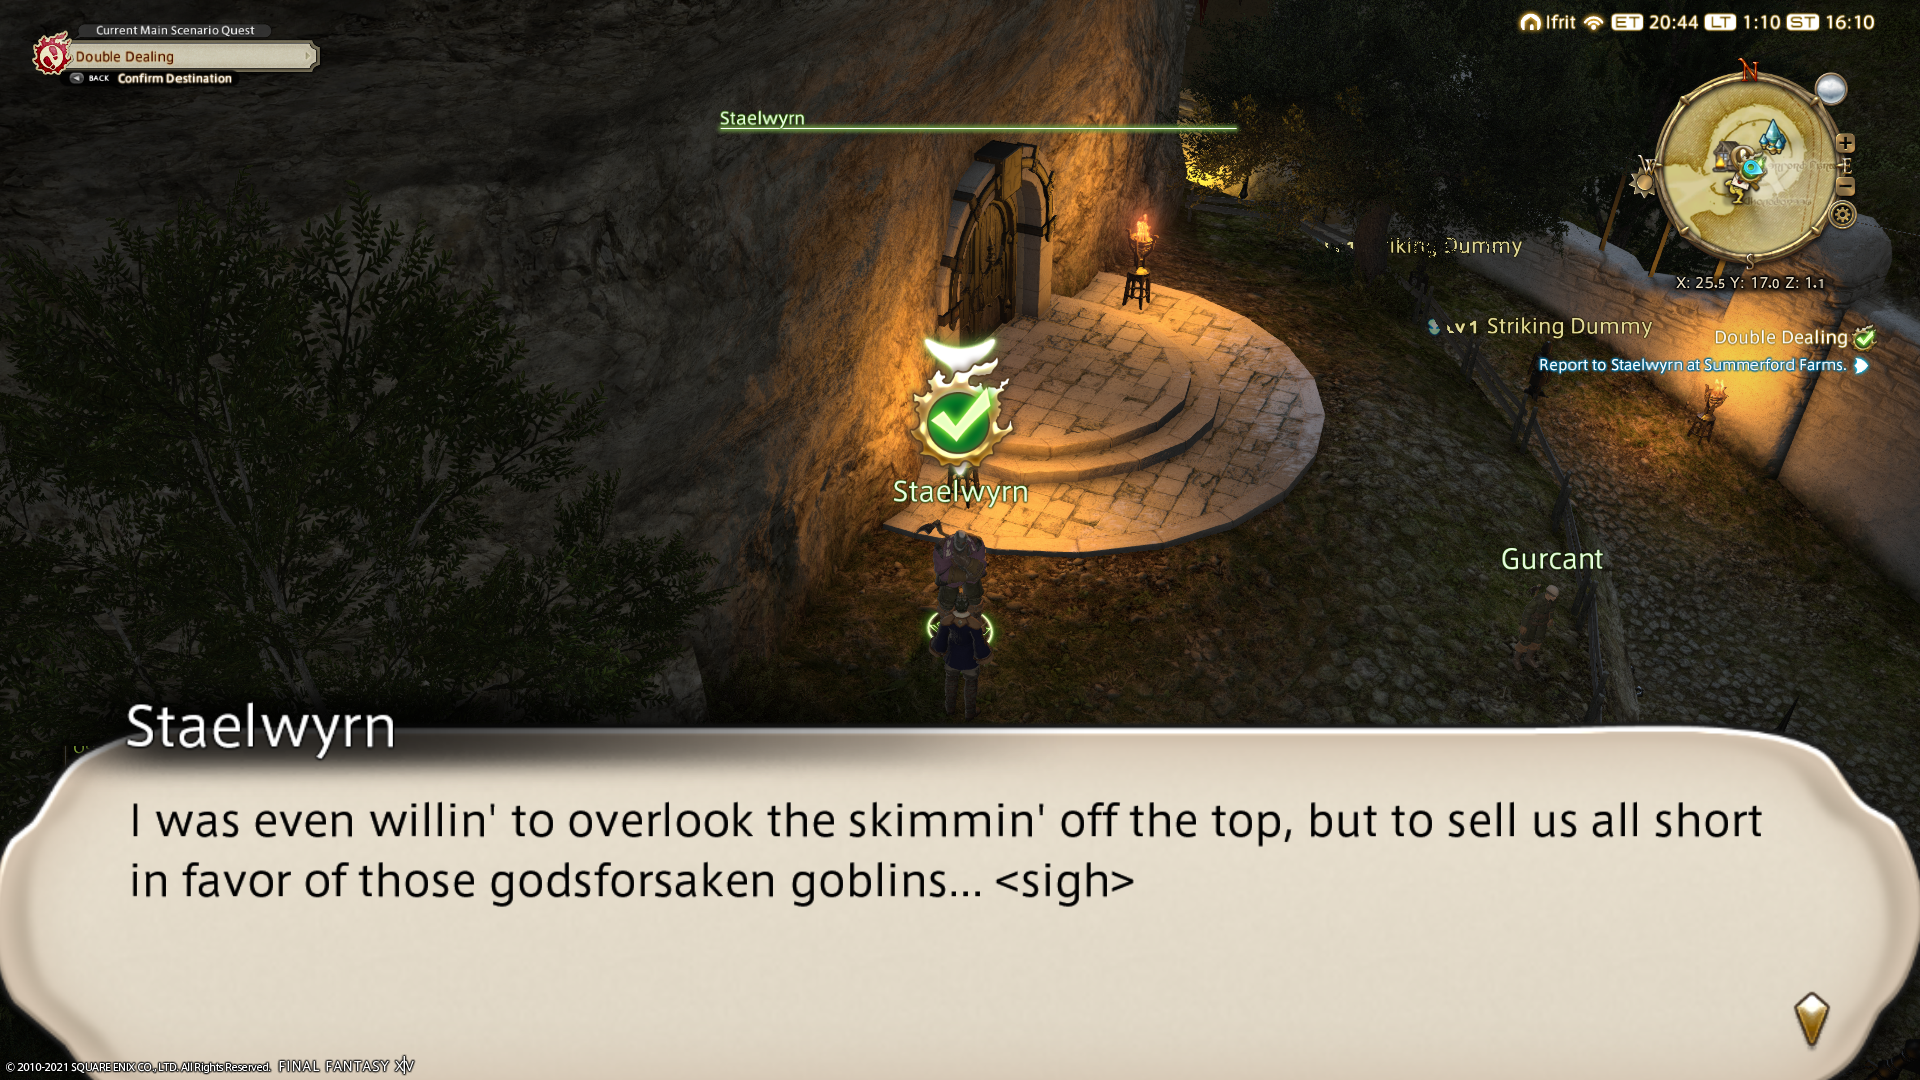 Current Main Scenario Quest
Double Dealing
BACK Confirm Destination
Ifrit ET 20:44 LT 1:10 ST 16:10
N
W
E
S
X: 25.5 Y: 17.0 Z: 1.1
Staelwyrn
Dummy
Lv1 Striking Dummy
Double Dealing
Report to Staelwyrn at Summerford Farms.
Staelwyrn
Gurcant
Staelwyrn
I was even willin' to overlook the skimmin' off the top, but to sell us all short
in favor of those godsforsaken goblins... <sigh>
© 2010-2021 SQUARE ENIX CO., LTD. All Rights Reserved. FINAL FANTASY XIV